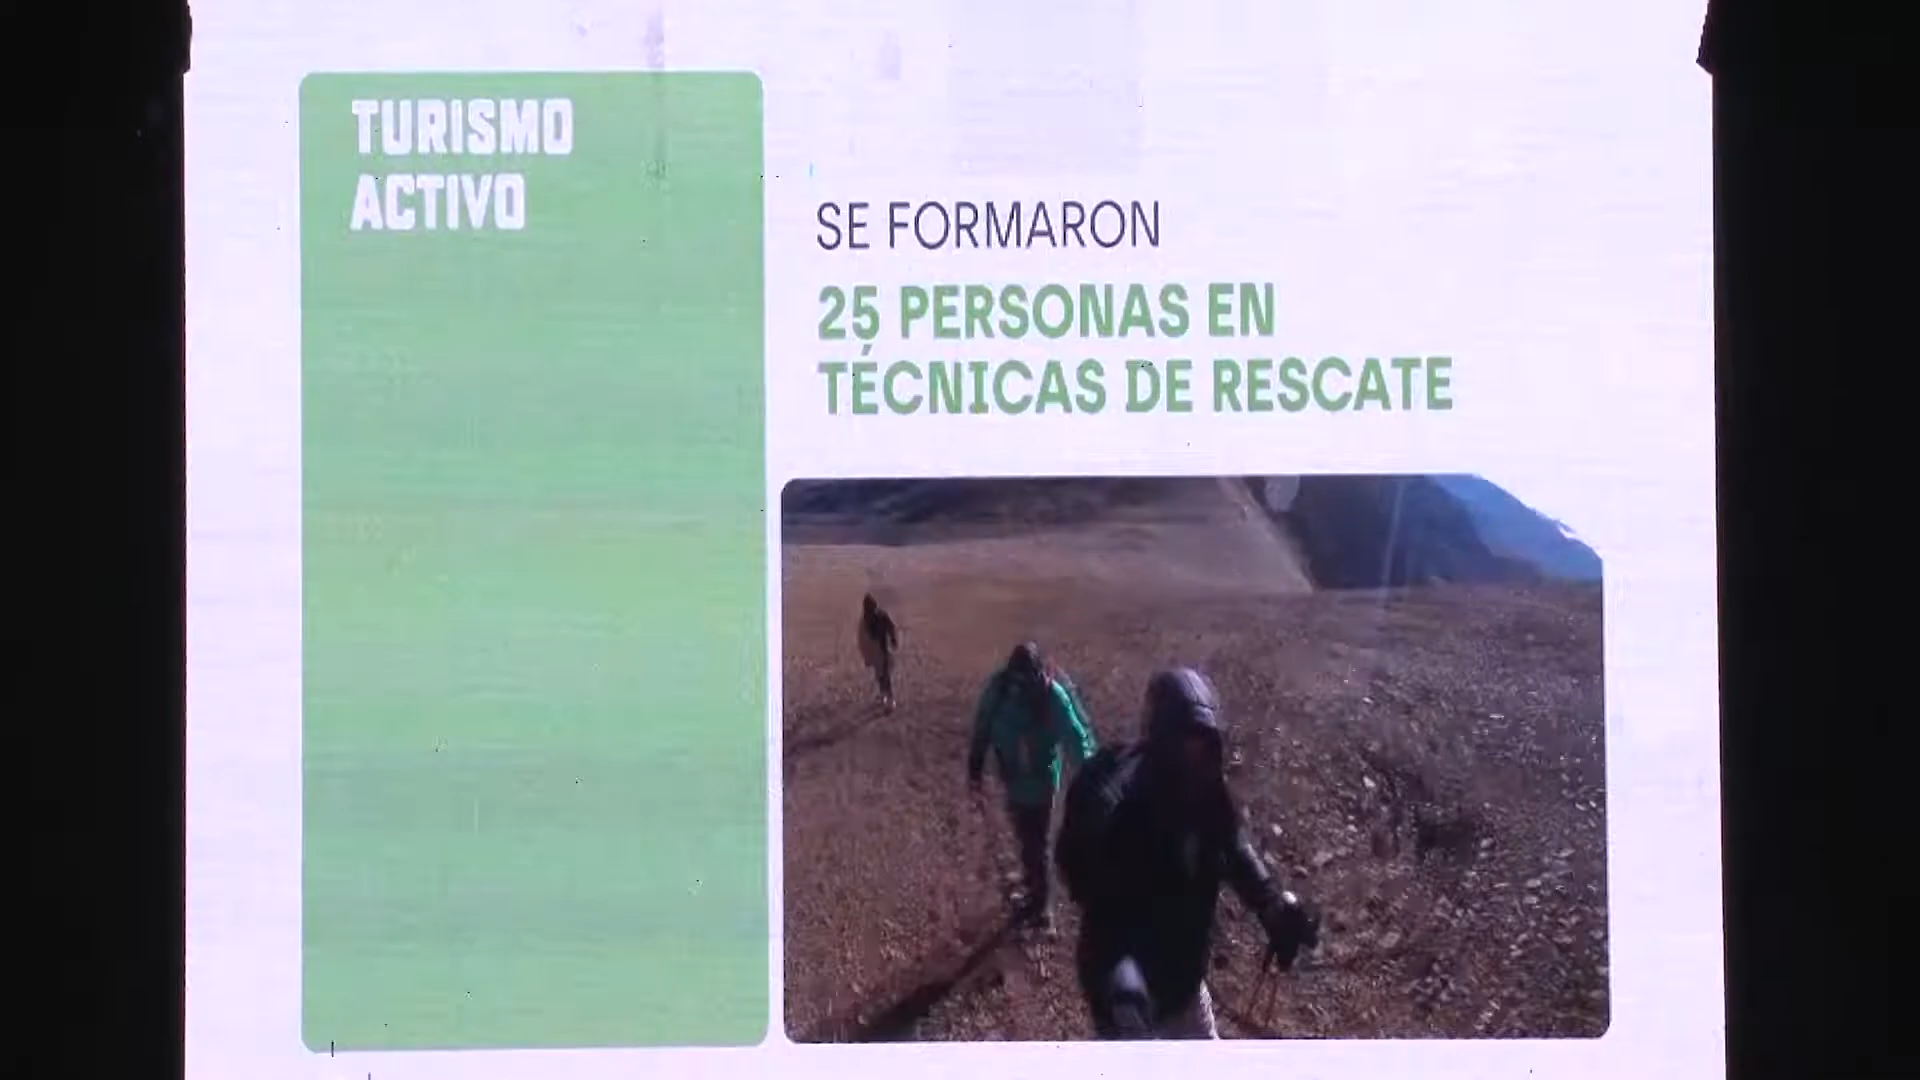 TURISMO
ACTIVO
SE FORMARON
25 PERSONAS EN
TÉCNICAS DE RESCATE